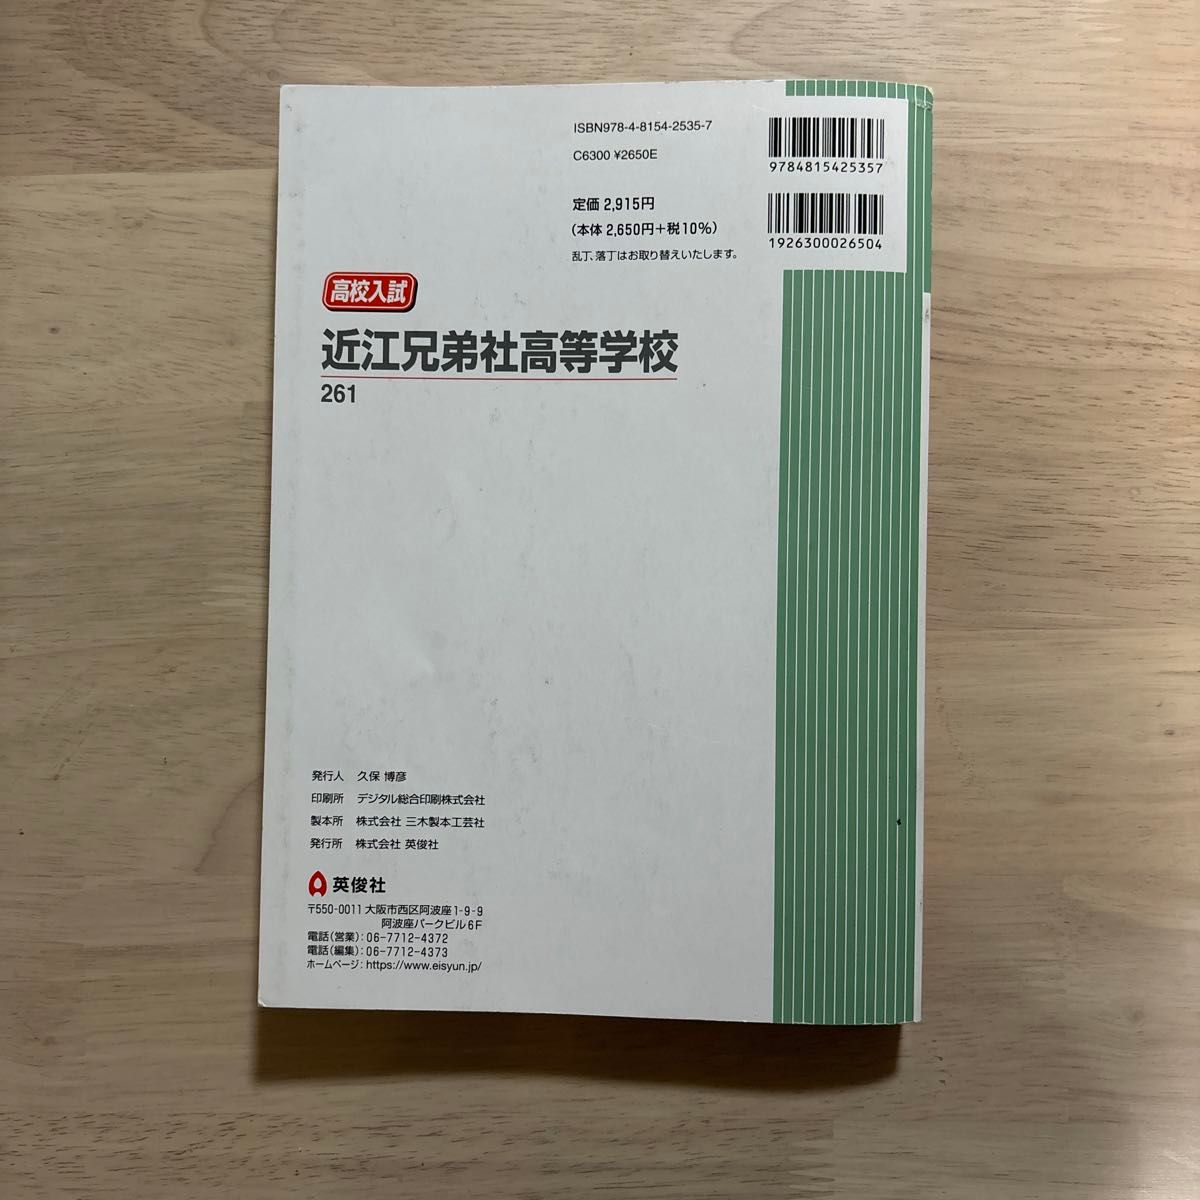 ISBN978-4-8154-2535-7
C6300 ¥2650E
9784815425357
定価 2,915円
(本体 2,650円+税10%)
1926300026504
乱丁、落丁はお取り替えいたします。
高校入試
近江兄弟社高等学校
261
発行人 久保 博彦
印刷所 デジタル総合印刷株式会社
製本所 株式会社 三木製本工芸社
発行所 株式会社 英俊社
英俊社
〒550-0011 大阪市西区阿波座1-9-9
阿波座パークビル6F
電話(営業):06-7712-4372
電話(編集):06-7712-4373
ホームページ:https://www.eisyun.jp/